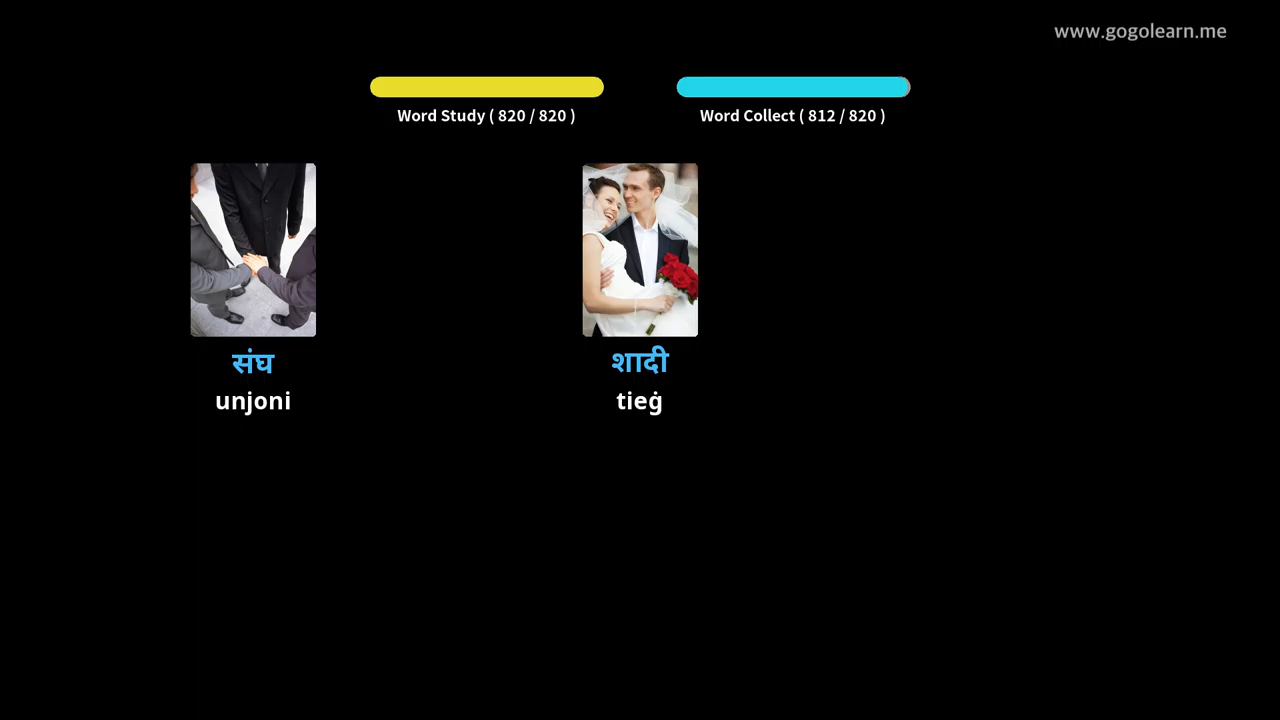 www.gogolearn.me
Word Study ( 820 / 820 )
Word Collect ( 812 / 820 )
संघ
unjoni
शादी
tieġ